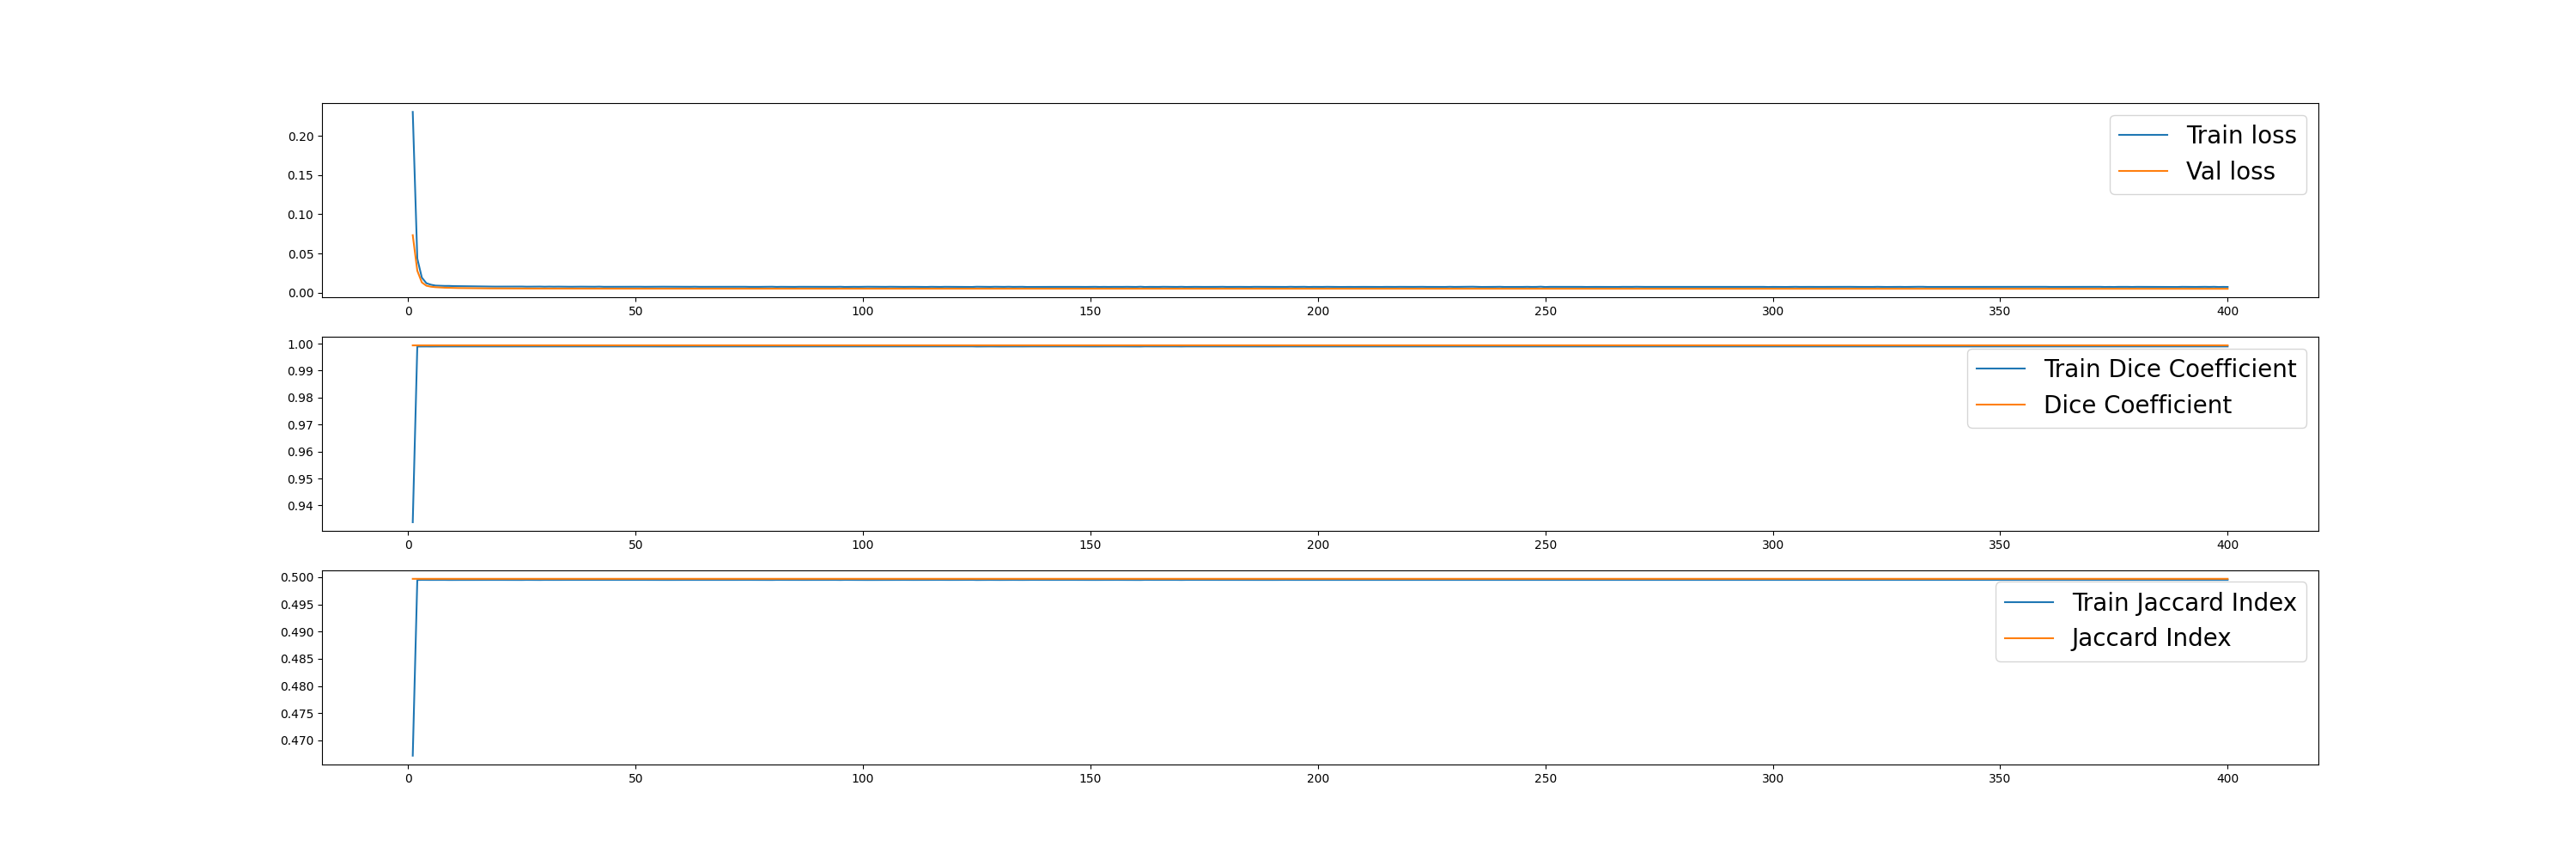 0.20
0.15
0.10
0.05
0.00
Train loss
Val loss
0 50 100 150 200 250 300 350 400
1.00
0.99
0.98
0.97
0.96
0.95
0.94
Train Dice Coefficient
Dice Coefficient
0 50 100 150 200 250 300 350 400
0.500
0.495
0.490
0.485
0.480
0.475
0.470
Train Jaccard Index
Jaccard Index
0 50 100 150 200 250 300 350 400